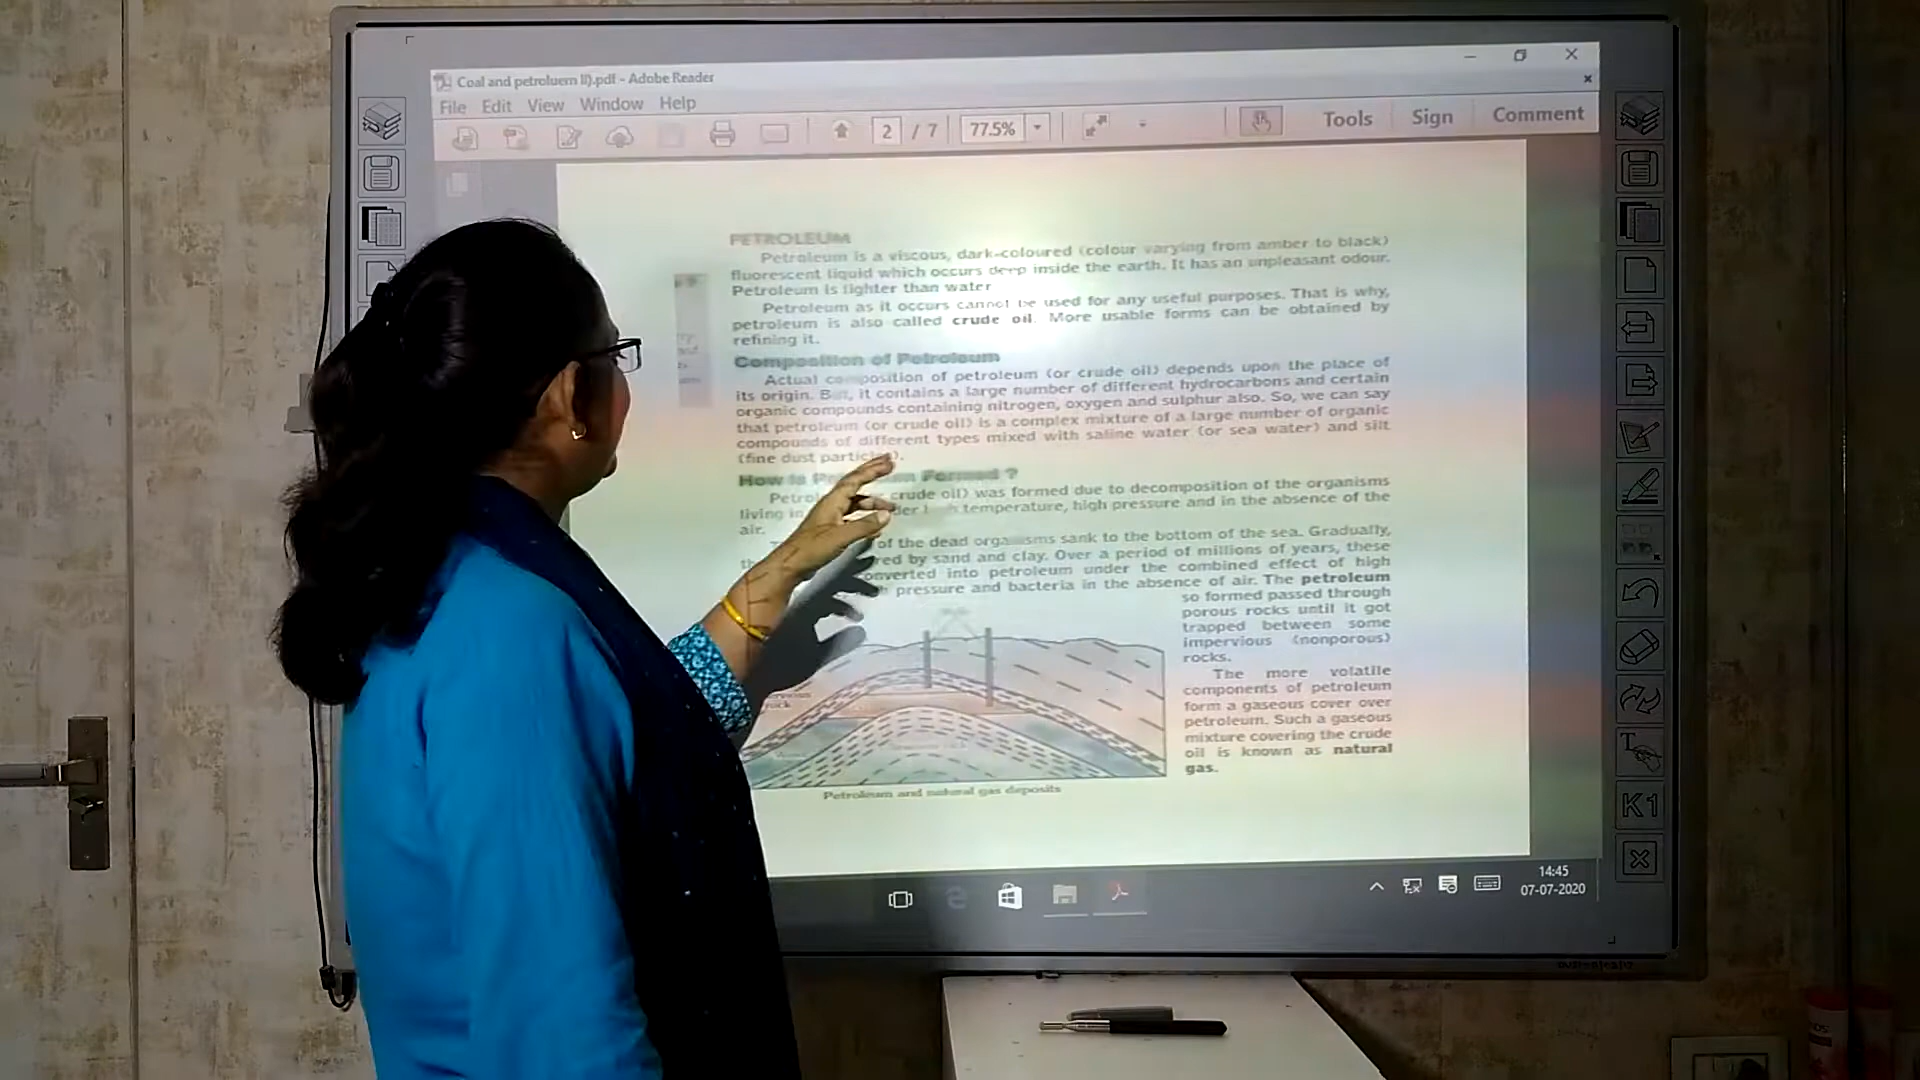 Coal and petroluem II).pdf - Adobe Reader
File Edit View Window Help
2 / 7 77.5% Tools Sign Comment
PETROLEUM
Petroleum is a viscous, dark-coloured (colour varying from amber to black)
fluorescent liquid which occurs deep inside the earth. It has an unpleasant odour.
Petroleum is lighter than water
Petroleum as it occurs cannot be used for any useful purposes. That is why,
petroleum is also called crude oil. More usable forms can be obtained by
refining it.
Composition of Petroleum
Actual composition of petroleum (or crude oil) depends upon the place of
its origin. But, it contains a large number of different hydrocarbons and certain
organic compounds containing nitrogen, oxygen and sulphur also. So, we can say
that petroleum (or crude oil) is a complex mixture of a large number of organic
compounds of different types mixed with saline water (or sea water) and silt
(fine dust particles).
How is Formed ?
crude oil) was formed due to decomposition of the organisms
living in temperature, high pressure and in the absence of the
air.
of the dead organisms sank to the bottom of the sea. Gradually,
by sand and clay. Over a period of millions of years, these
into petroleum under the combined effect of high
pressure and bacteria in the absence of air. The petroleum
so formed passed through
porous rocks until it got
trapped between some
impervious (nonporous)
rocks.
The more volatile
components of petroleum
form a gaseous cover over
petroleum. Such a gaseous
mixture covering the crude
oil is known as natural
gas.
rock
Petroleum and natural gas deposits
K1
14:45
07-07-2020